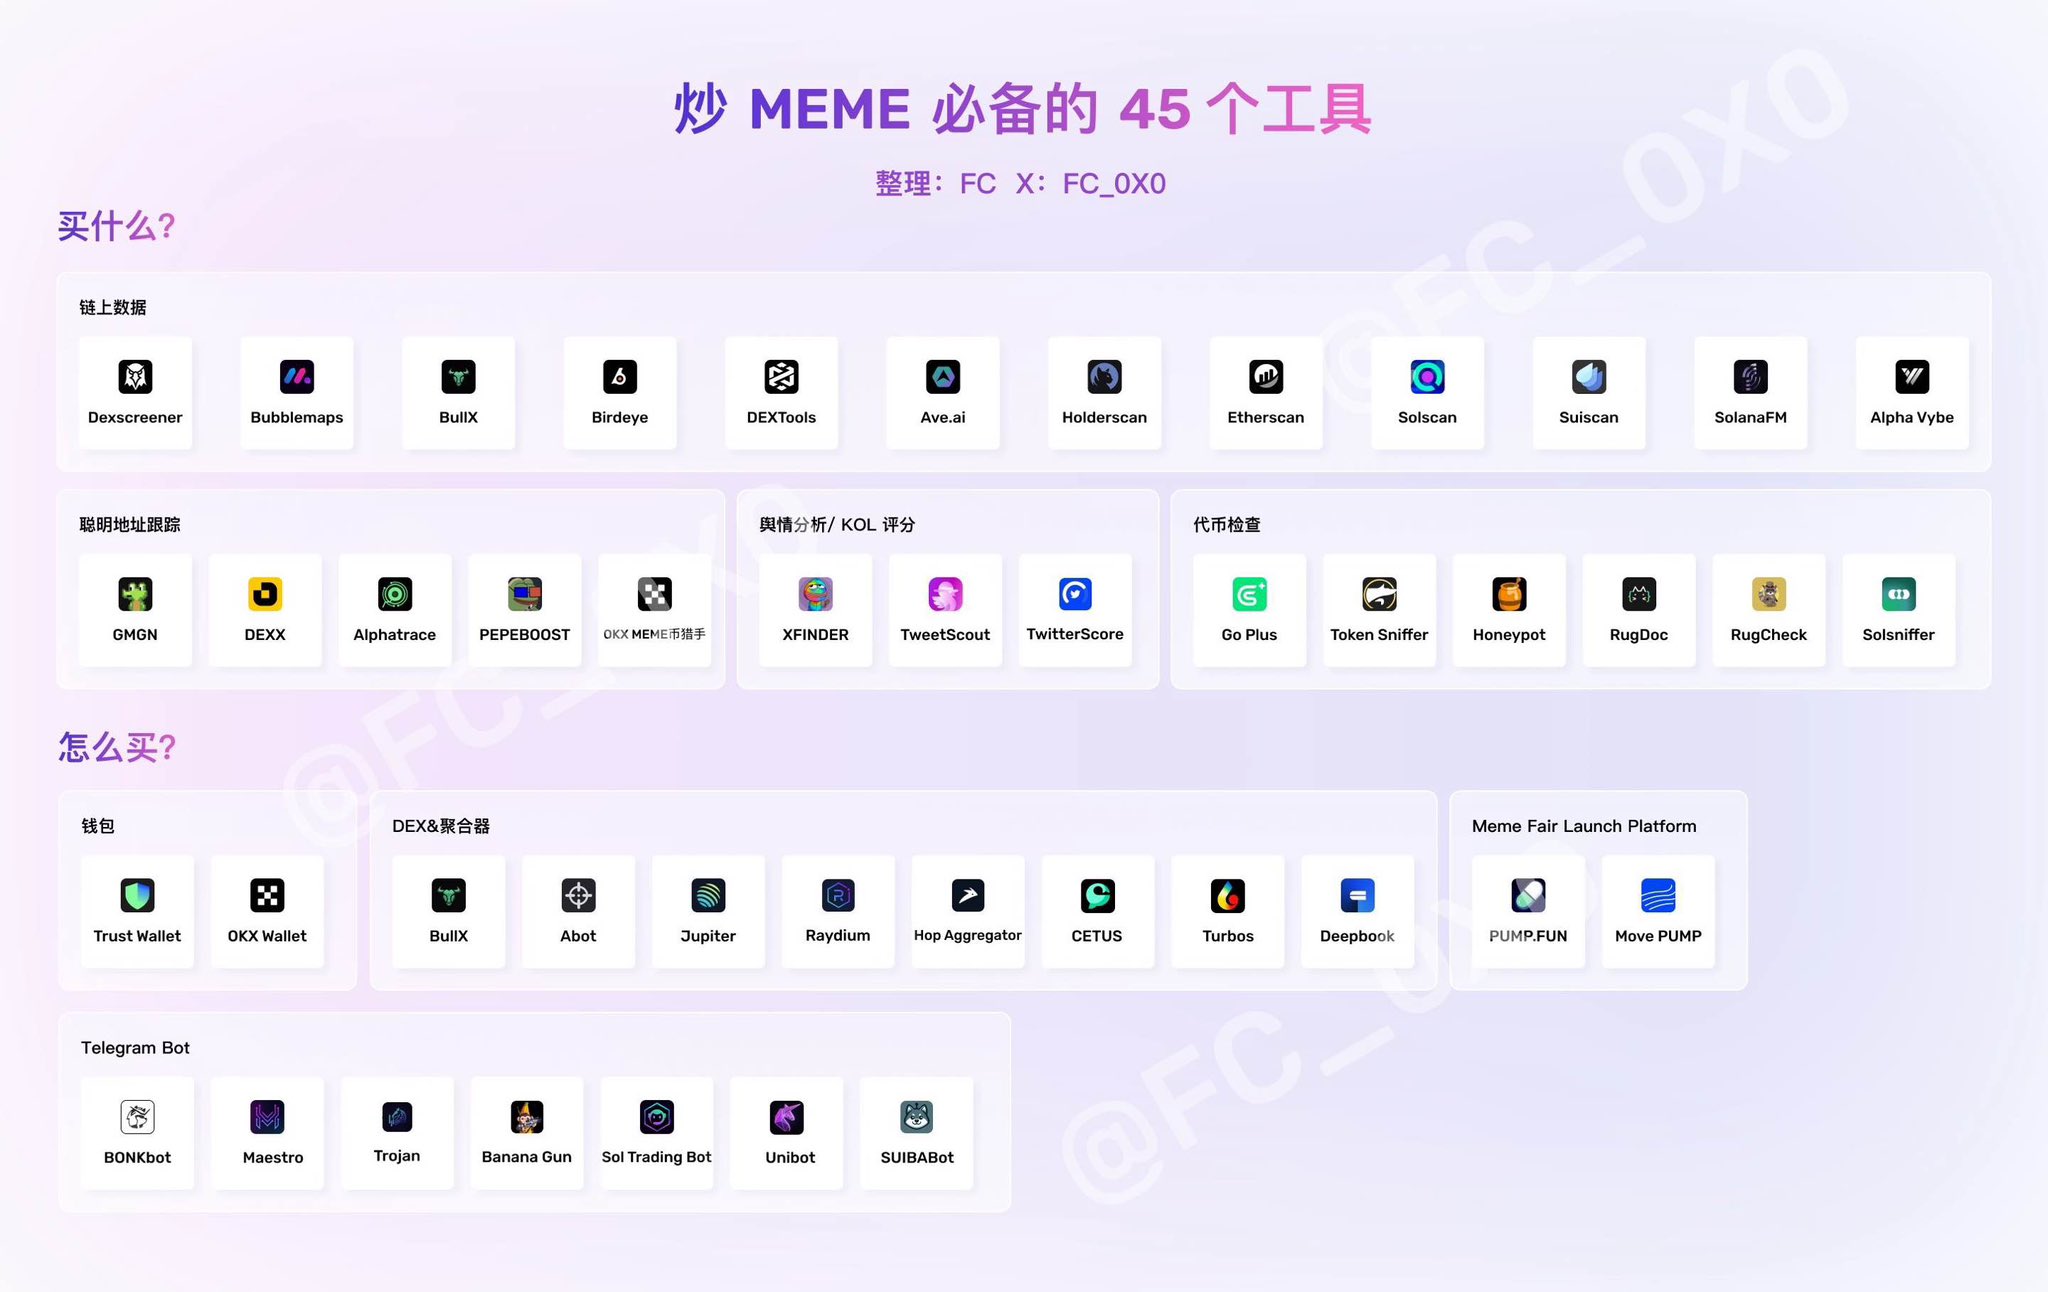 炒 MEME 必备的 45 个工具
整理：FC X：FC_0X0
买什么?
链上数据
Dexscreener
Bubblemaps
BullX
Birdeye
DEXTools
Ave.ai
Holderscan
Etherscan
Solscan
Suiscan
SolanaFM
Alpha Vybe
聪明地址跟踪
GMGN
DEXX
Alphatrace
PEPEBOOST
OKX MEME币猎手
舆情分析/ KOL 评分
XFINDER
TweetScout
TwitterScore
代币检查
Go Plus
Token Sniffer
Honeypot
RugDoc
RugCheck
Solsniffer
怎么买?
钱包
Trust Wallet
OKX Wallet
DEX&聚合器
BullX
Abot
Jupiter
Raydium
Hop Aggregator
CETUS
Turbos
Deepbook
Meme Fair Launch Platform
PUMP.FUN
Move PUMP
Telegram Bot
BONKbot
Maestro
Trojan
Banana Gun
Sol Trading Bot
Unibot
SUIBABot
@FC_0X0
@FC_0X0
@FC_0X0